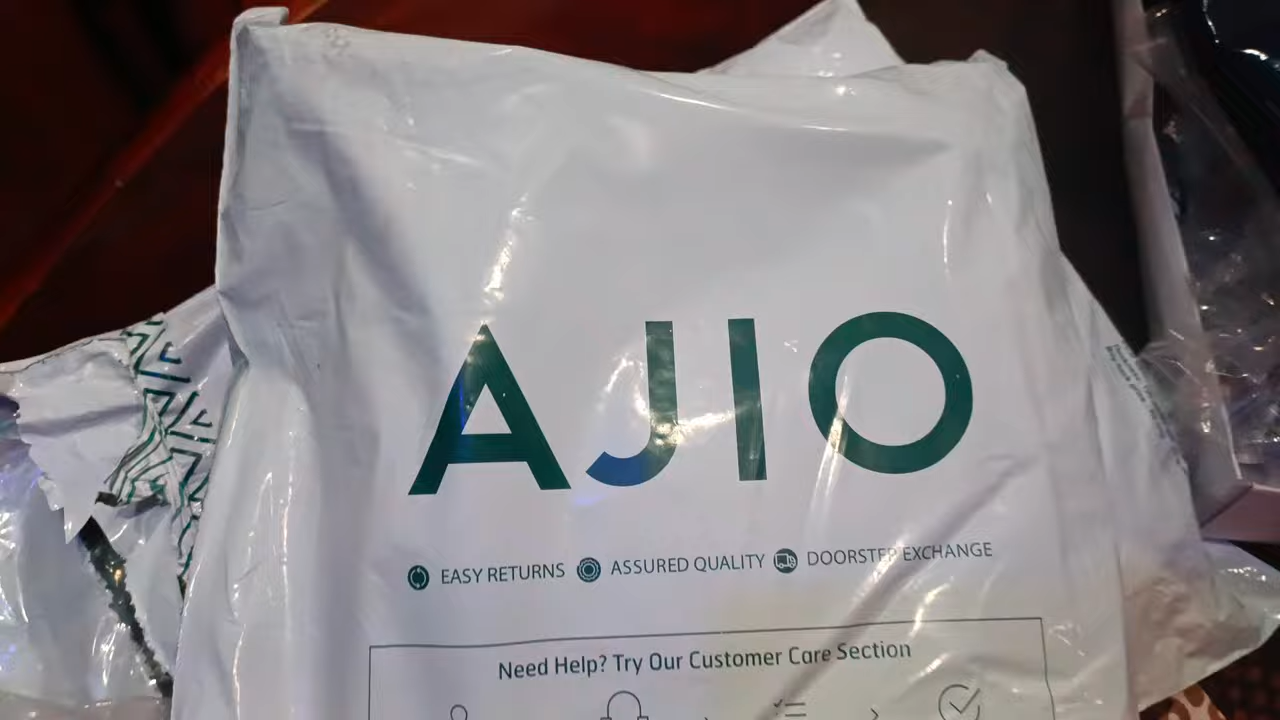 AJIO
EASY RETURNS ASSURED QUALITY DOORSTEP EXCHANGE
Need Help? Try Our Customer Care Section